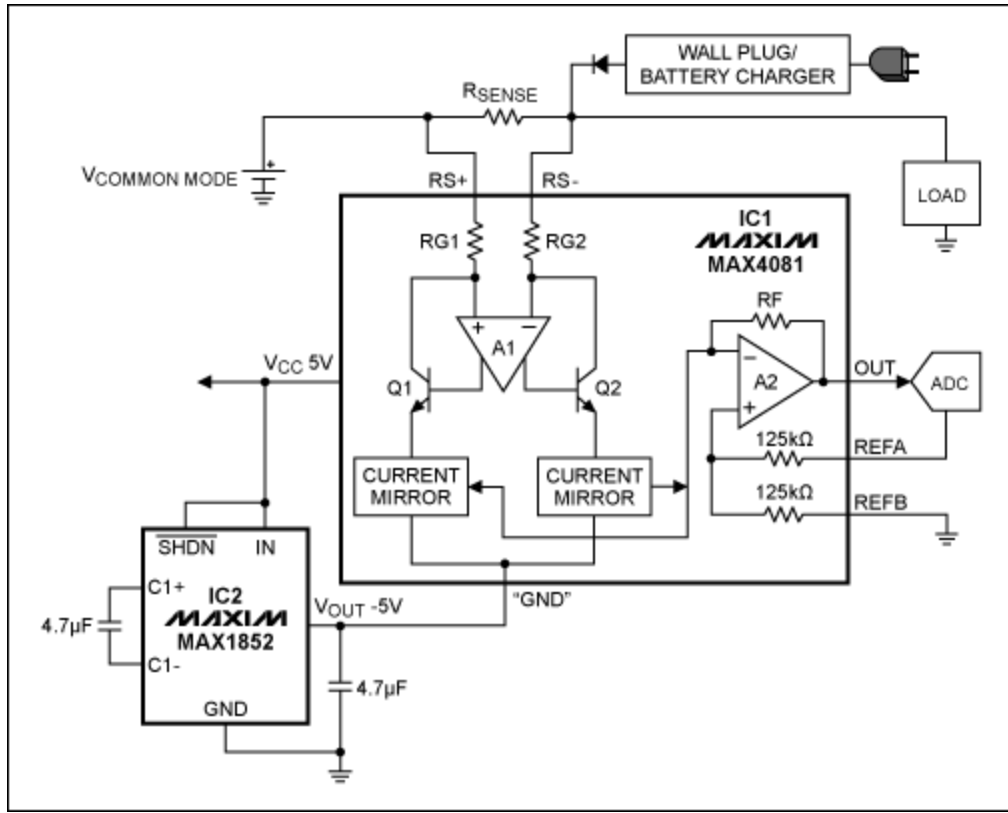 WALL PLUG/
BATTERY CHARGER
RSENSE
+
VCOMMON MODE
RS+
RS-
LOAD
IC1
MAXIM
MAX4081
RG1
RG2
RF
+
−
A1
−
A2
+
VCC 5V
Q1
Q2
OUT
ADC
125kΩ
REFA
CURRENT
MIRROR
CURRENT
MIRROR
125kΩ
REFB
SHDN
IN
C1+
IC2
MAXIM
MAX1852
"GND"
VOUT -5V
4.7µF
C1-
4.7µF
GND